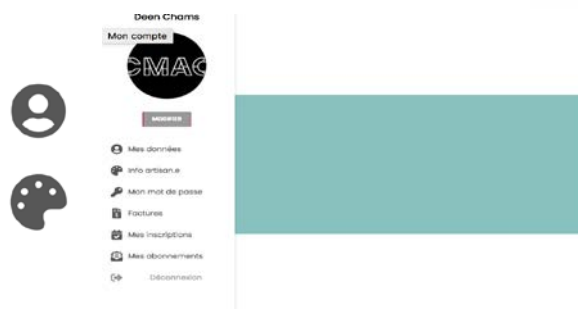 Deen Chams
Mon compte
CMAC
MODIFIER
Mes données
Info artisan.e
Mon mot de passe
Factures
Mes inscriptions
Mes abonnements
Déconnexion